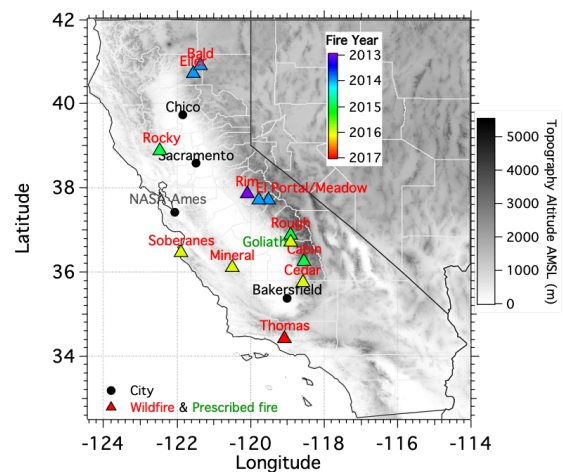 42
40
38
36
34
-124
-122
-120
-118
-116
-114
Latitude
Longitude
Fire Year
2013
2014
2015
2016
2017
5000
4000
3000
2000
1000
0
Topography Altitude AMSL (m)
Bald
Eiler
Chico
Rocky
Sacramento
Rim
El Portal/Meadow
NASA Ames
Rough
Goliath
Soberanes
Cabin
Mineral
Cedar
Bakersfield
Thomas
City
Wildfire & Prescribed fire